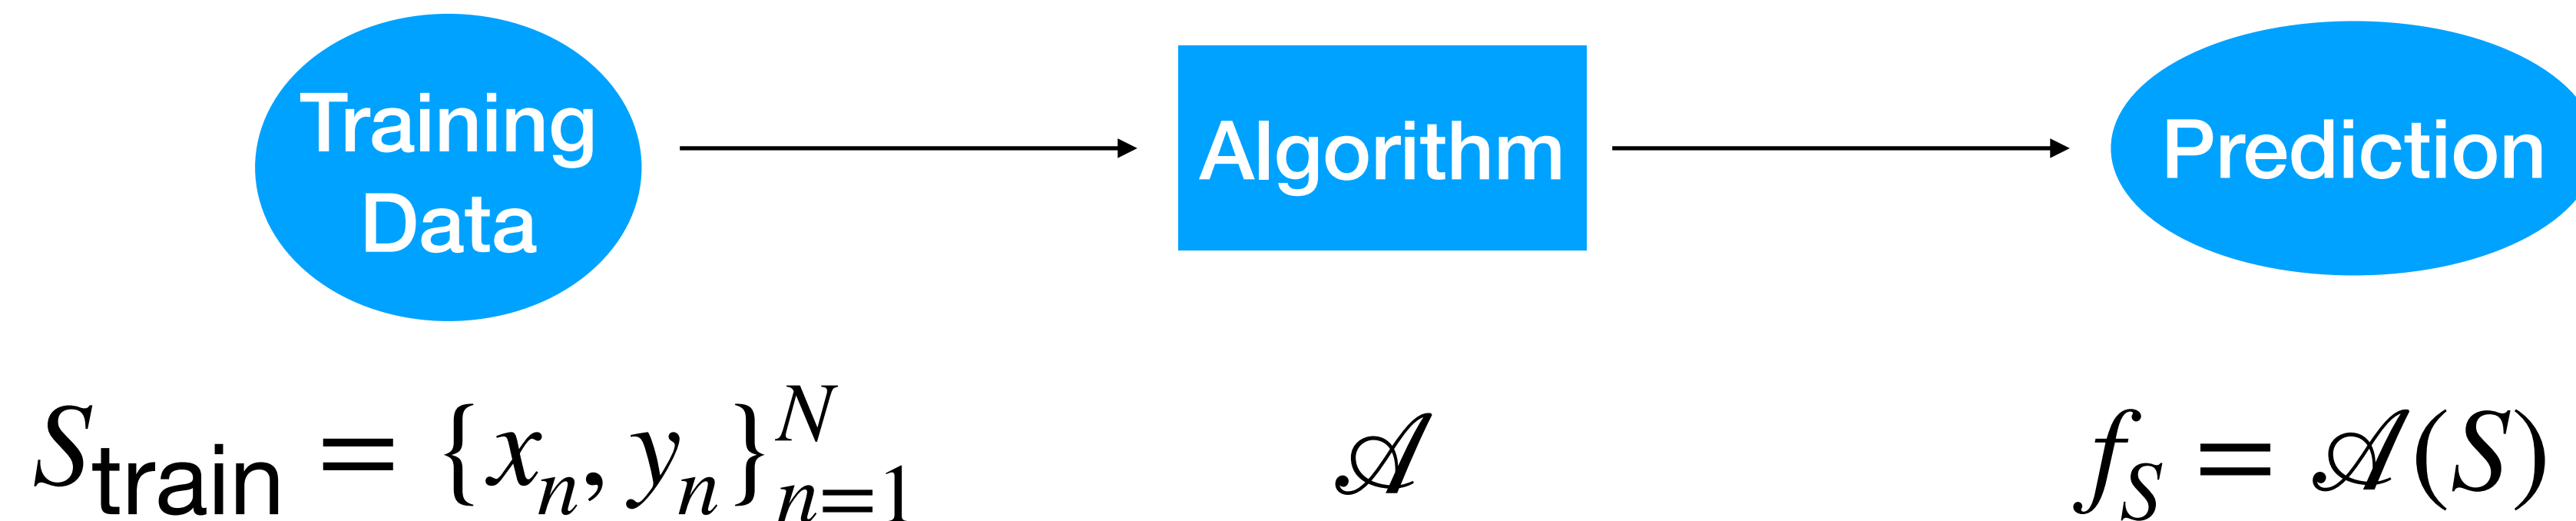 Training
Data
Algorithm
Prediction
S_train = {x_n, y_n}_{n=1}^N
𝒜
f_S = 𝒜(S)